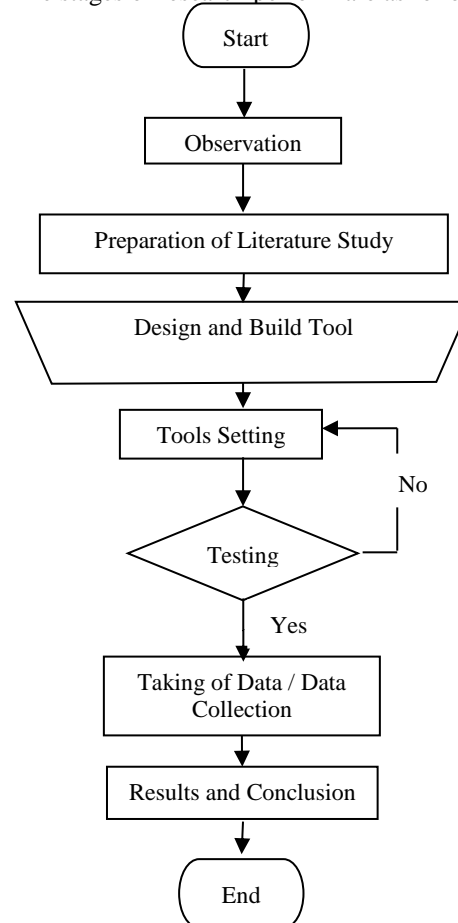 Start
Observation
Preparation of Literature Study
Design and Build Tool
Tools Setting
No
Testing
Yes
Taking of Data / Data
Collection
Results and Conclusion
End